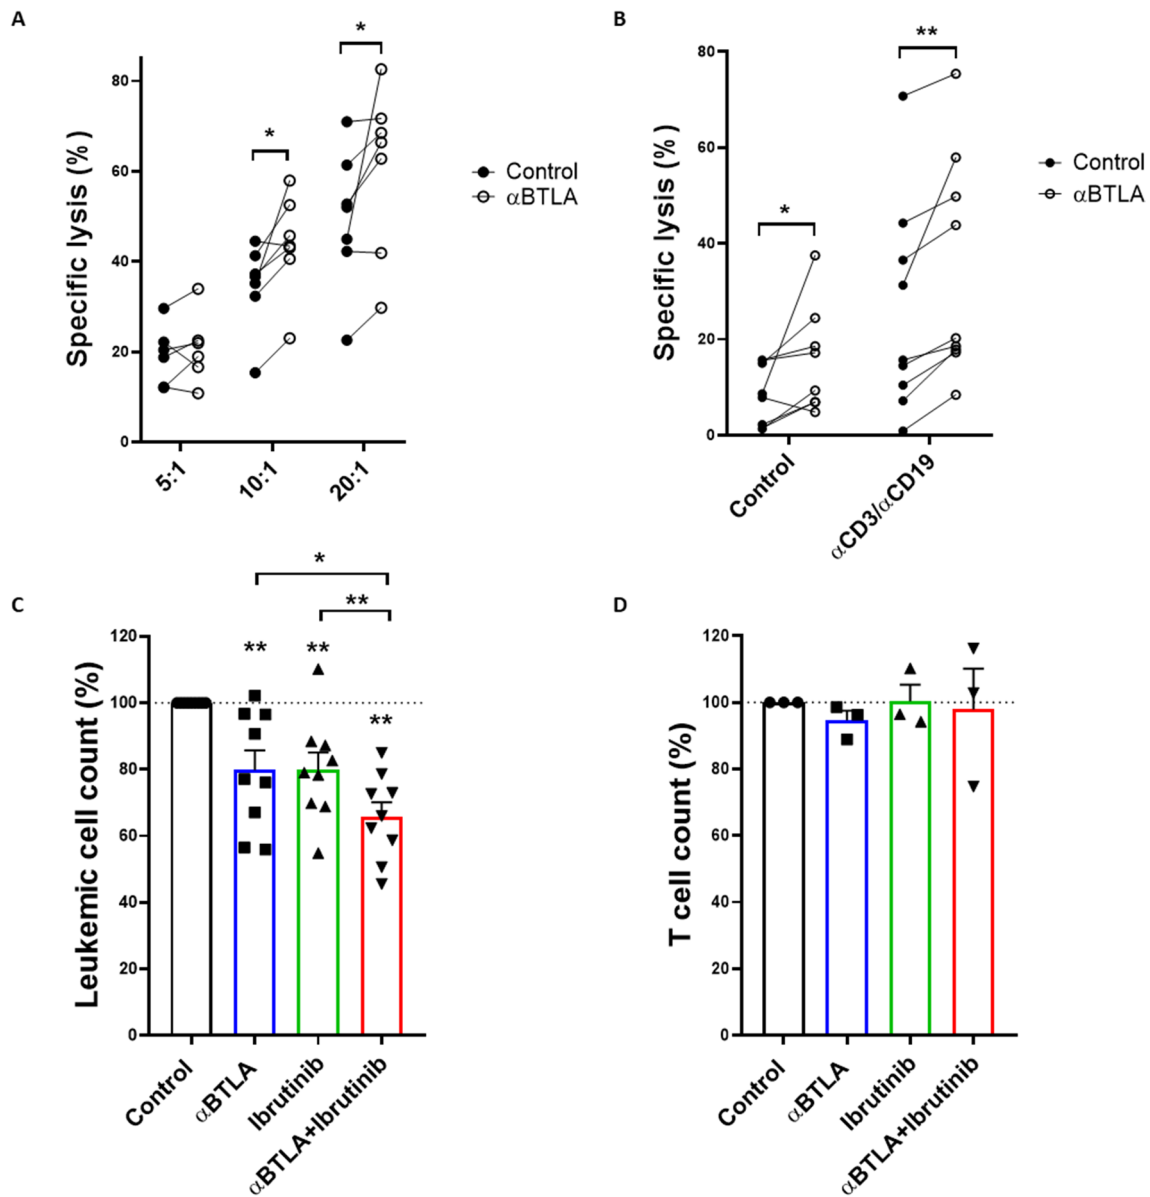 A
Specific lysis (%)
80
60
40
20
0
*
*
5:1
10:1
20:1
Control
αBTLA
B
Specific lysis (%)
80
60
40
20
0
*
**
Control
αCD3/αCD19
Control
αBTLA
C
Leukemic cell count (%)
120
100
80
60
40
20
0
*
**
**
**
**
Control
αBTLA
Ibrutinib
αBTLA+Ibrutinib
D
T cell count (%)
120
100
80
60
40
20
0
Control
αBTLA
Ibrutinib
αBTLA+Ibrutinib